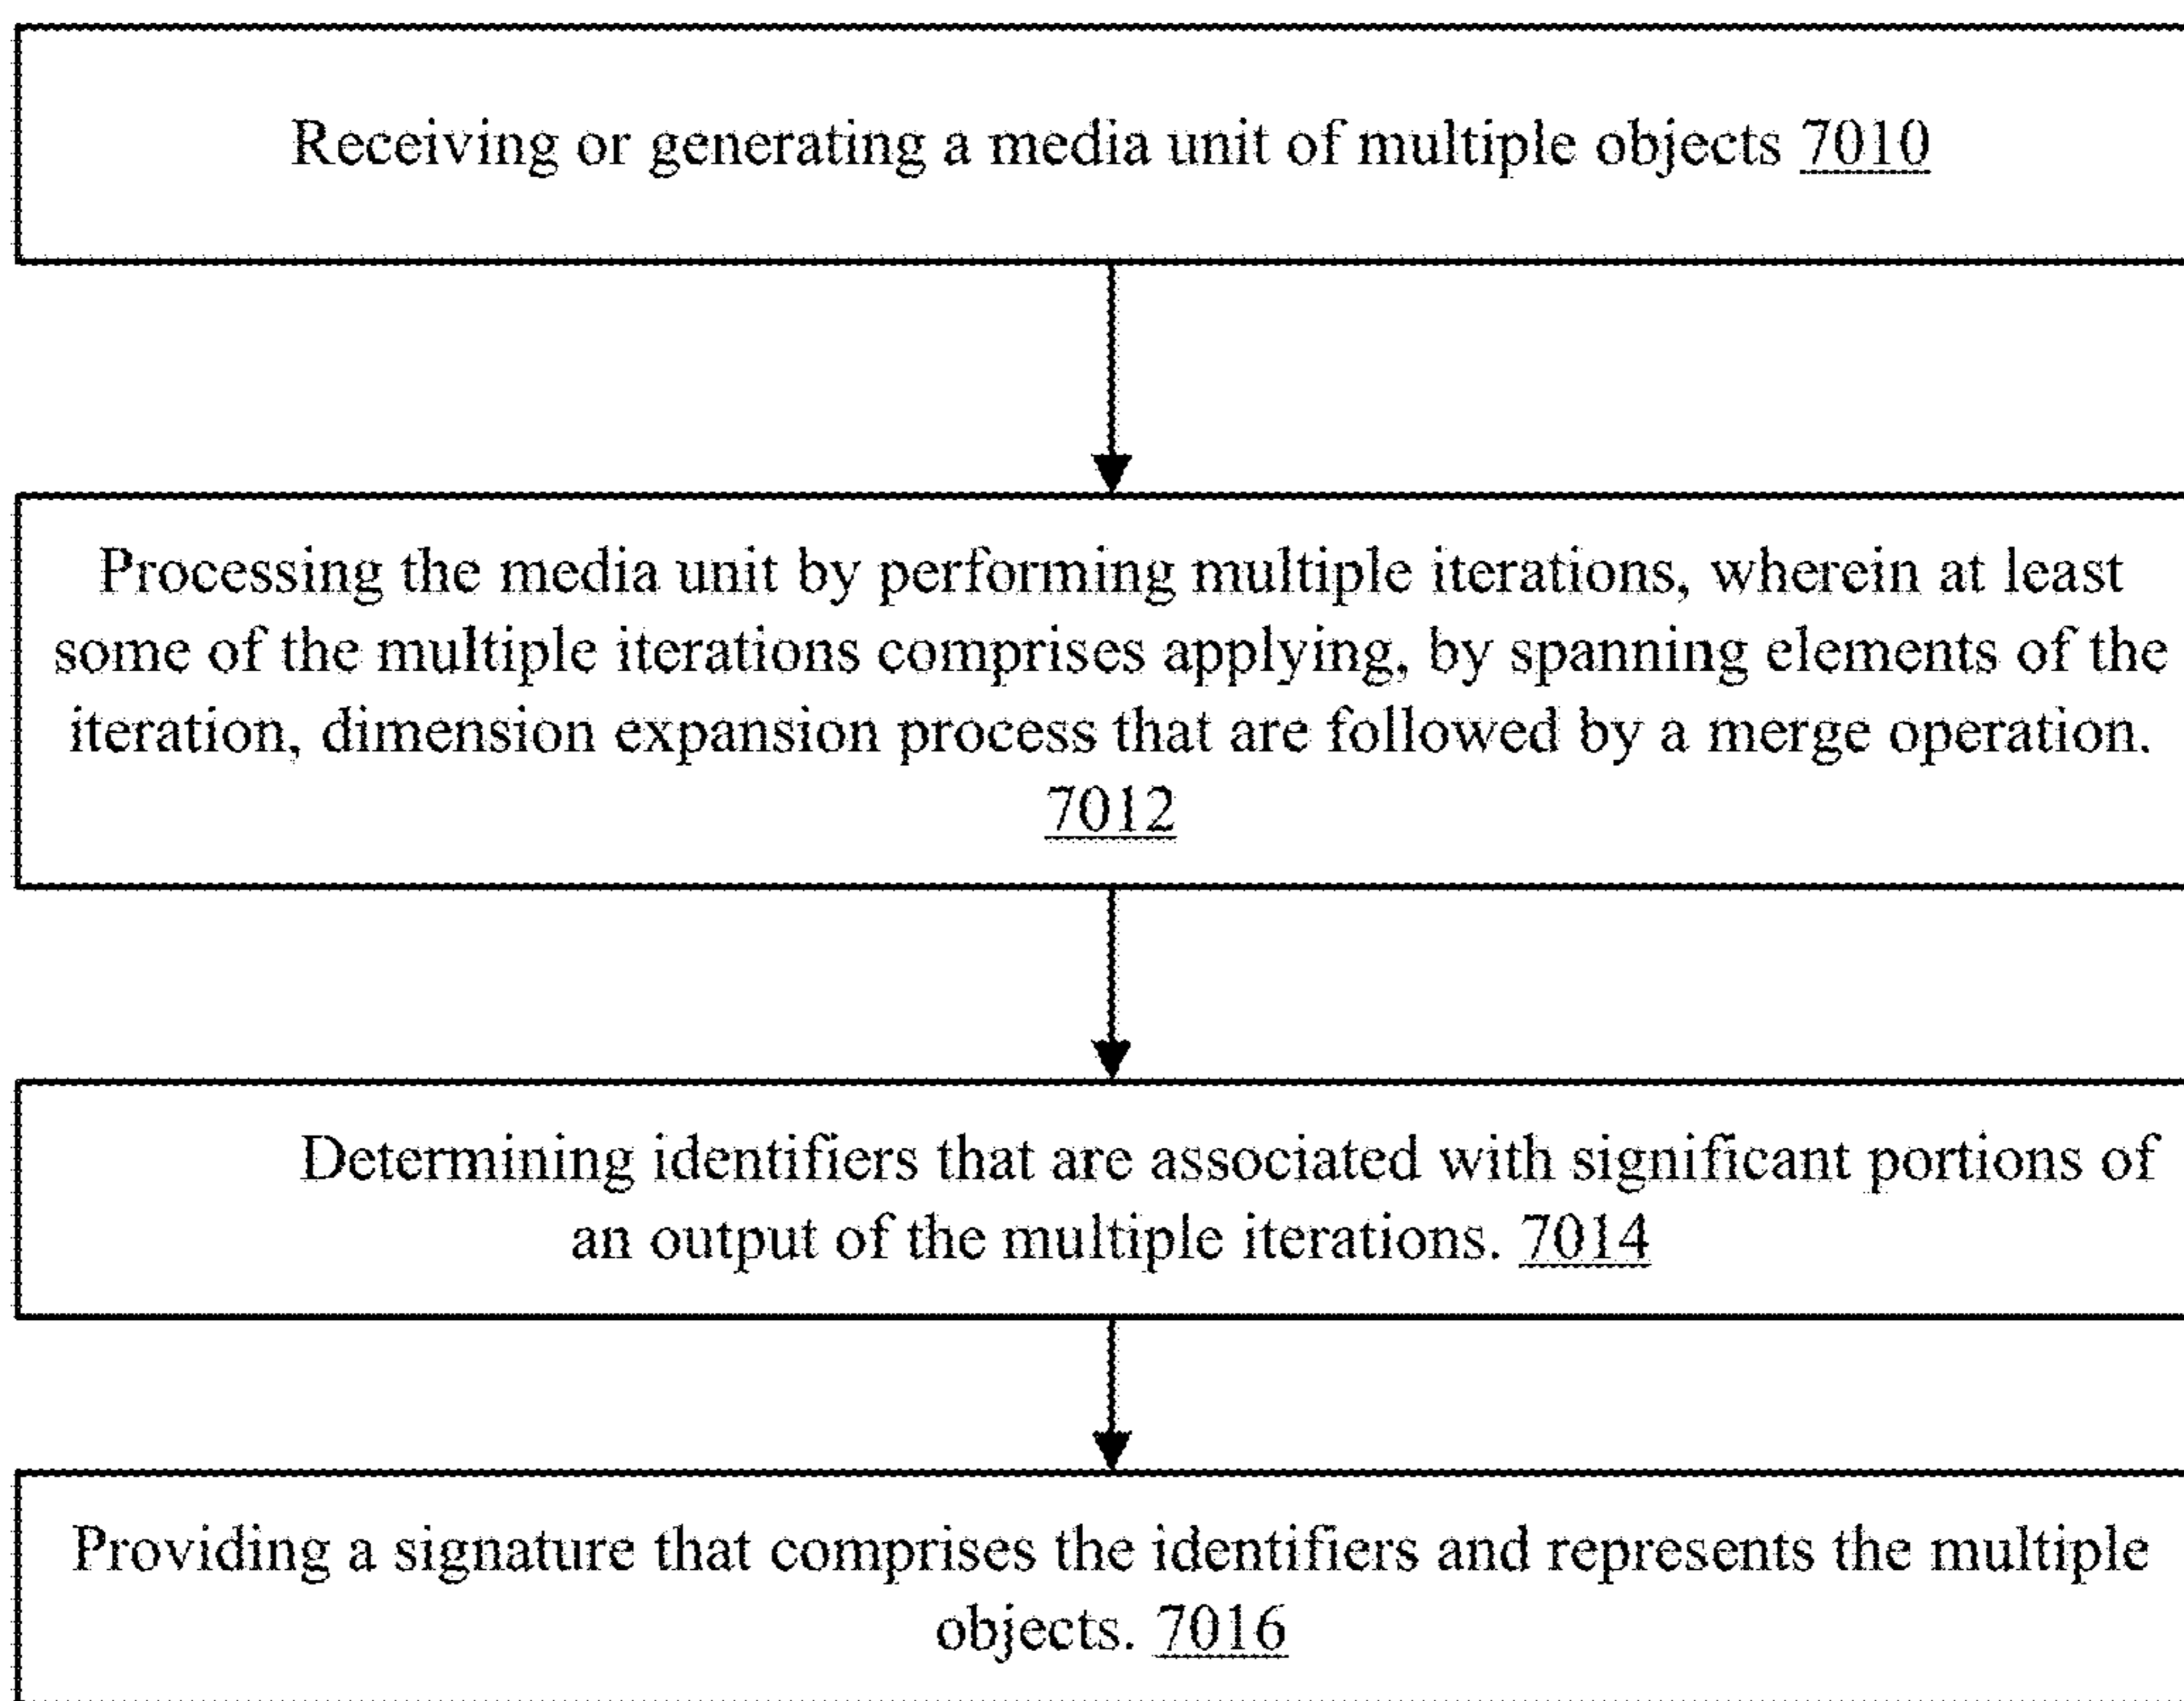 Receiving or generating a media unit of multiple objects 7010
Processing the media unit by performing multiple iterations, wherein at least
some of the multiple iterations comprises applying, by spanning elements of the
iteration, dimension expansion process that are followed by a merge operation.
7012
Determining identifiers that are associated with significant portions of
an output of the multiple iterations. 7014
Providing a signature that comprises the identifiers and represents the multiple
objects. 7016